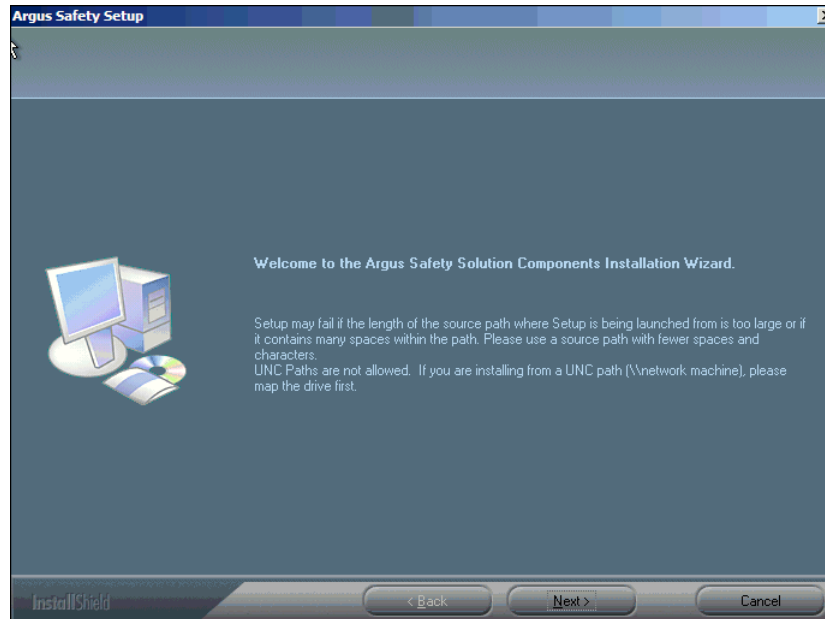 Argus Safety Setup
Welcome to the Argus Safety Solution Components Installation Wizard.
Setup may fail if the length of the source path where Setup is being launched from is too large or if
it contains many spaces within the path. Please use a source path with fewer spaces and
characters.
UNC Paths are not allowed. If you are installing from a UNC path (\\network machine), please
map the drive first.
InstallShield
< Back
Next >
Cancel